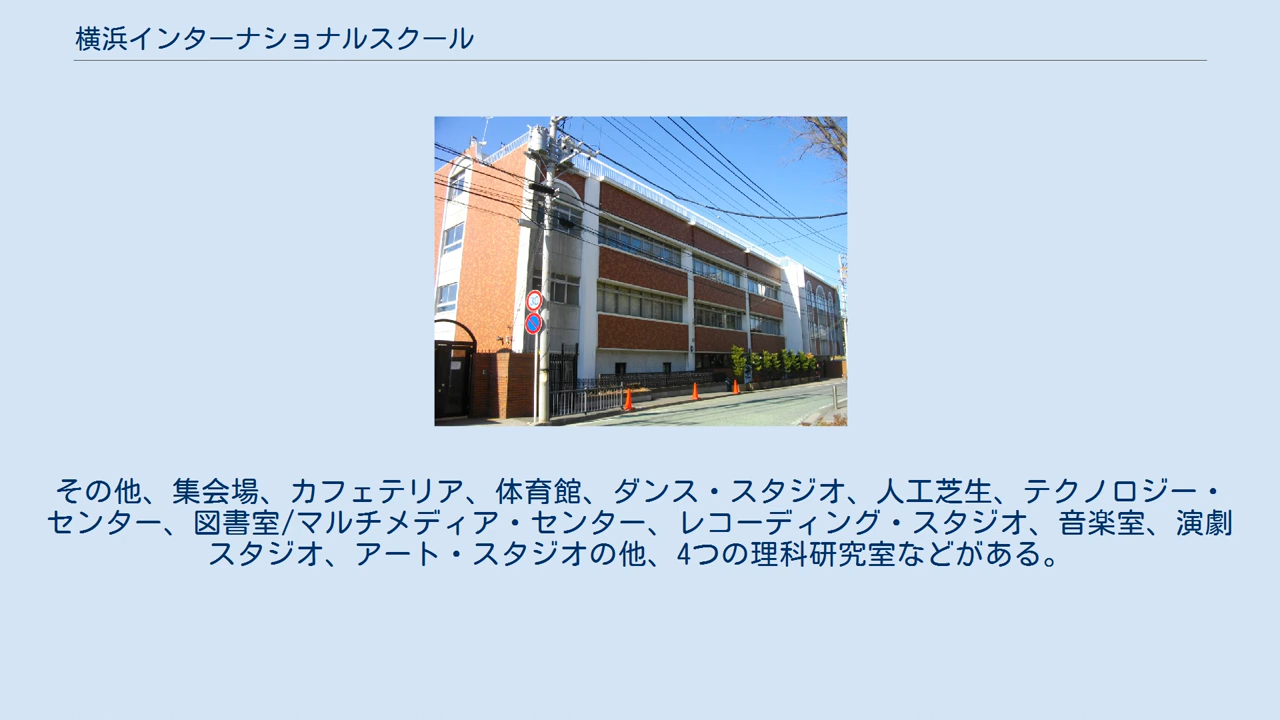 横浜インターナショナルスクール
その他、集会場、カフェテリア、体育館、ダンス・スタジオ、人工芝生、テクノロジー・
センター、図書室/マルチメディア・センター、レコーディング・スタジオ、音楽室、演劇
スタジオ、アート・スタジオの他、4つの理科研究室などがある。